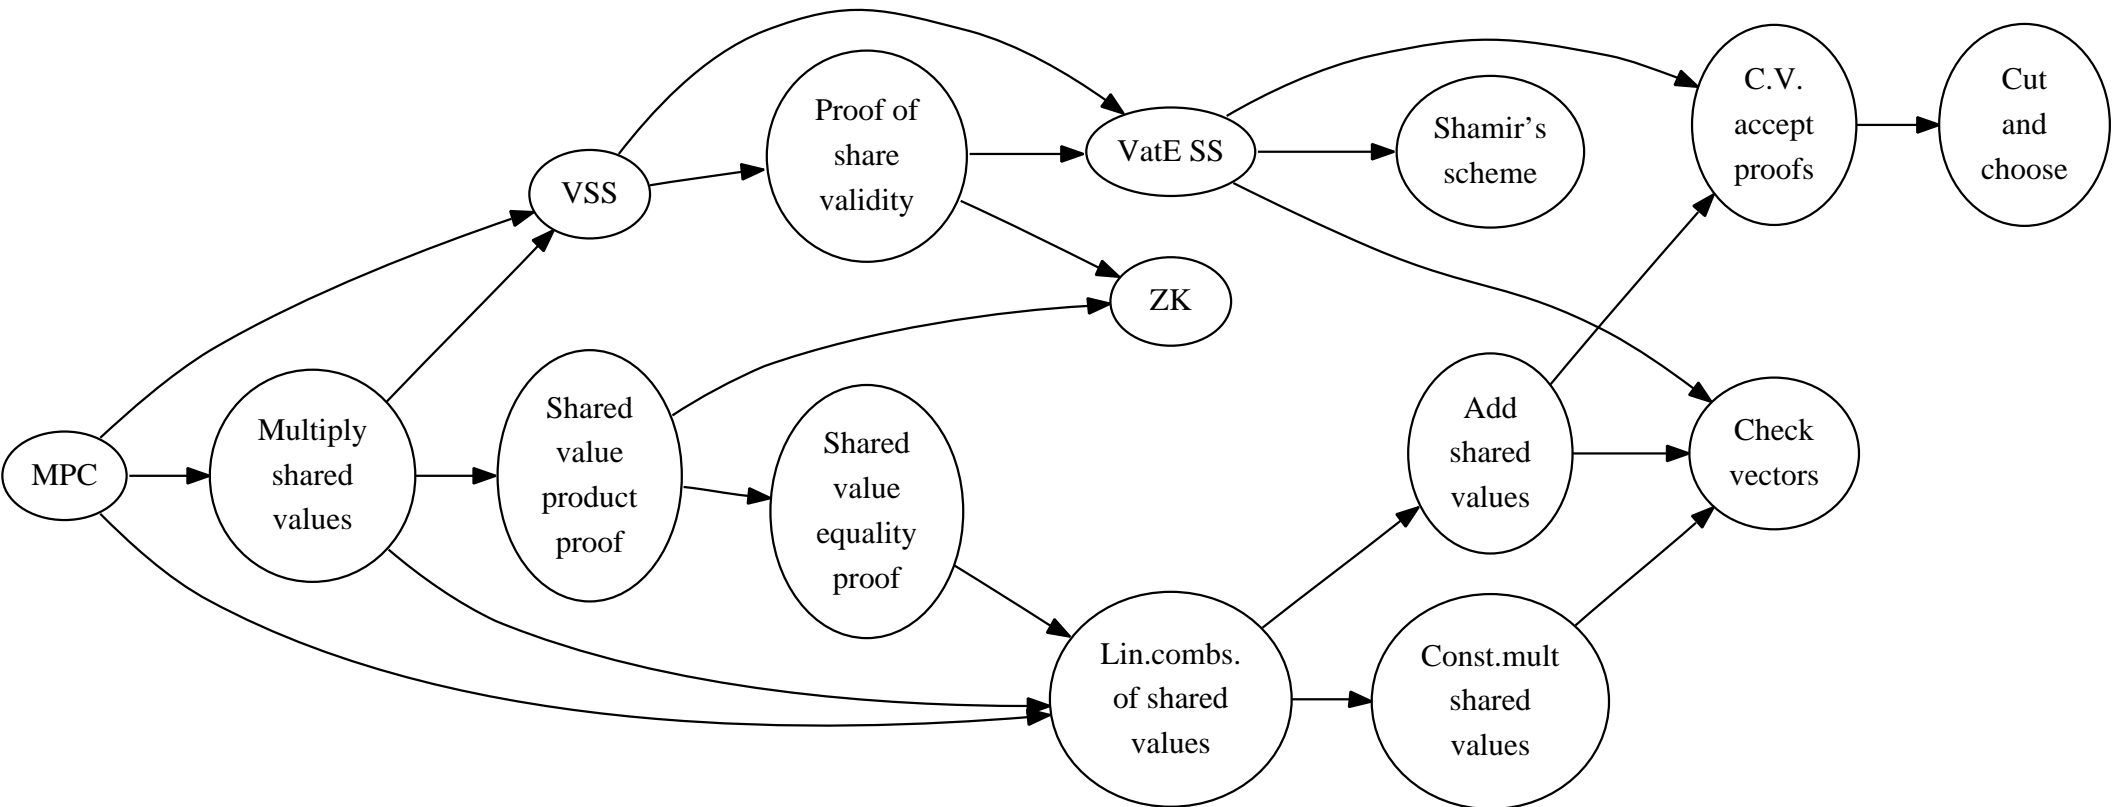 MPC
Multiply
shared
values
VSS
Shared
value
product
proof
Proof of
share
validity
Shared
value
equality
proof
VatE SS
ZK
Lin.combs.
of shared
values
Shamir’s
scheme
Add
shared
values
Const.mult
shared
values
C.V.
accept
proofs
Check
vectors
Cut
and
choose